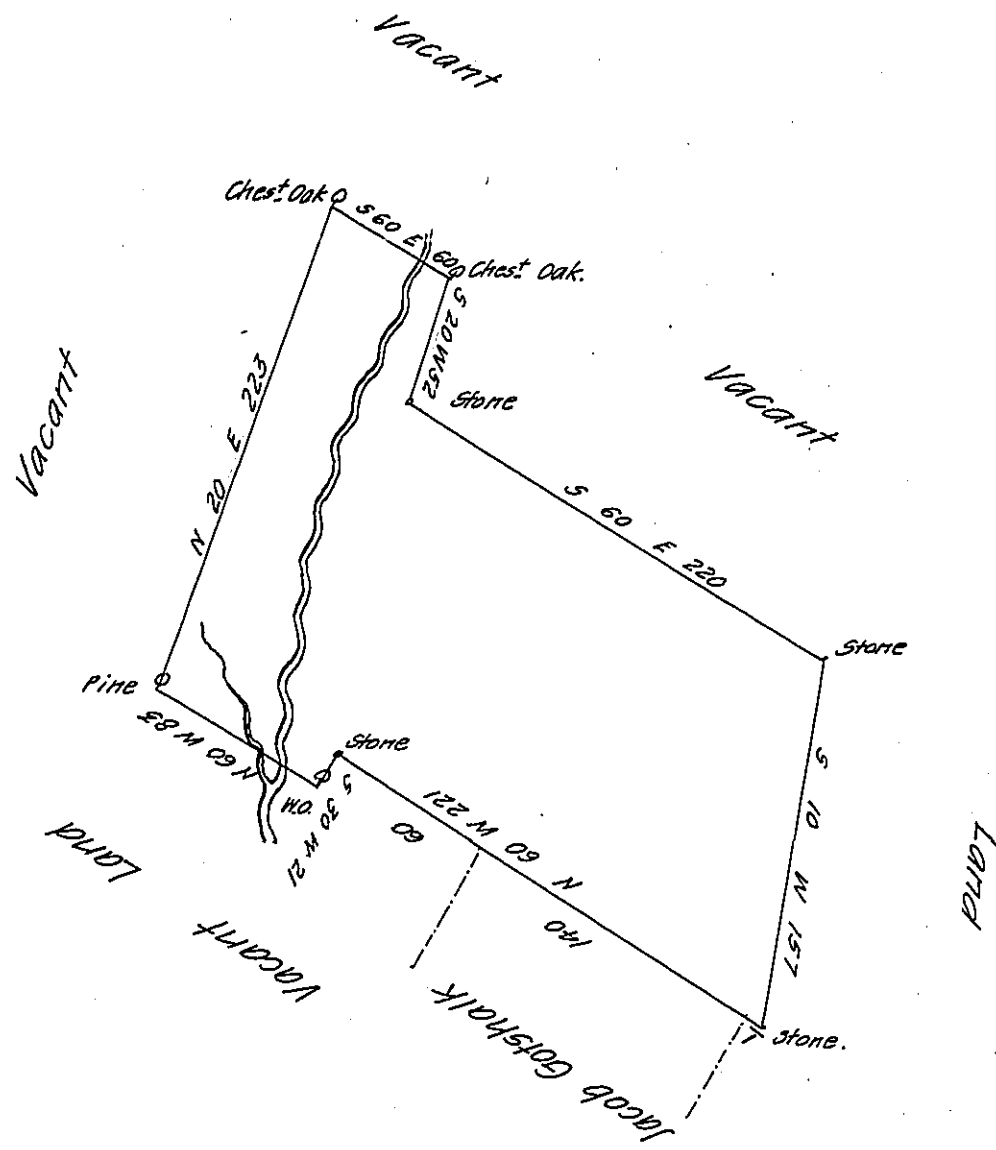 Vacant
Chest. Oak
S 60 E 60
Chest. Oak.
S 20 W 52
Stone
Vacant
Vacant
N 20 E 223
S 60 E 220
Stone
Pine
N 60 W 83
Stone
W.O.
S 30 W 21
N 60 W 221
60
140
S 10 W 157
Land
Land
Vacant
Jacob Gotshalk
7
Stone.